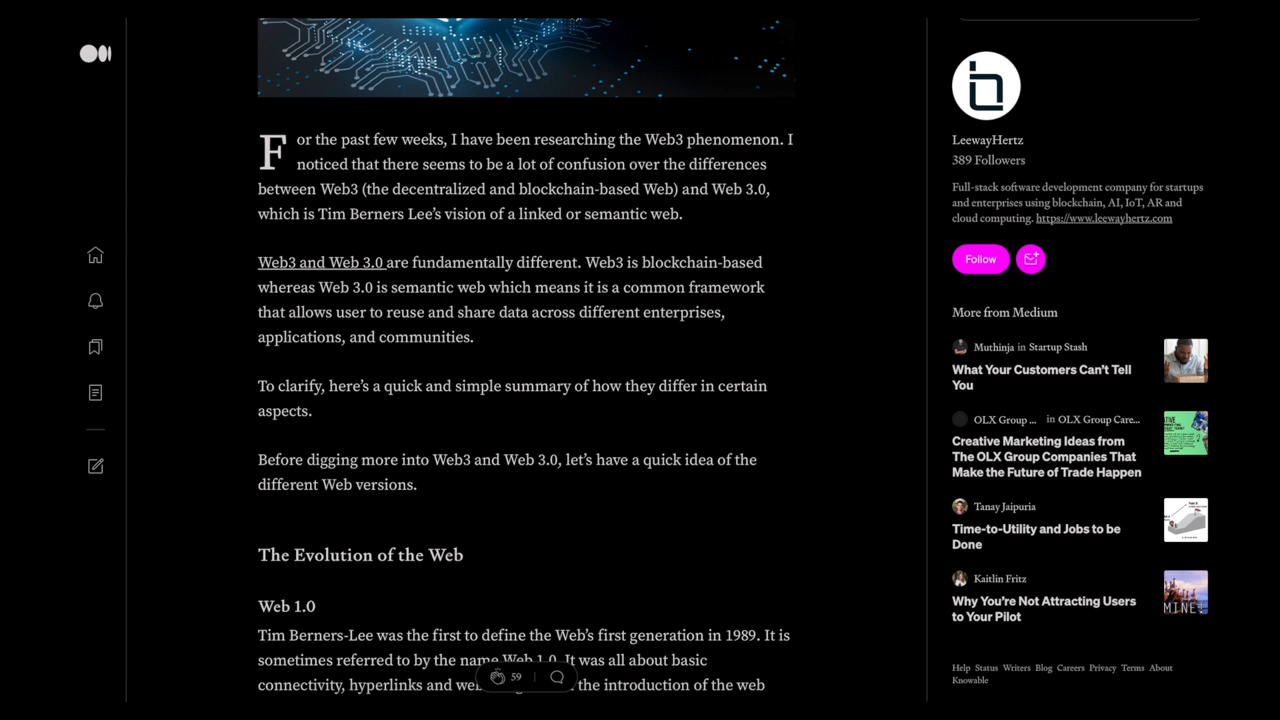 For the past few weeks, I have been researching the Web3 phenomenon. I
noticed that there seems to be a lot of confusion over the differences
between Web3 (the decentralized and blockchain-based Web) and Web 3.0,
which is Tim Berners Lee's vision of a linked or semantic web.
Web3 and Web 3.0 are fundamentally different. Web3 is blockchain-based
whereas Web 3.0 is semantic web which means it is a common framework
that allows user to reuse and share data across different enterprises,
applications, and communities.
To clarify, here's a quick and simple summary of how they differ in certain
aspects.
Before digging more into Web3 and Web 3.0, let's have a quick idea of the
different Web versions.
The Evolution of the Web
Web 1.0
Tim Berners-Lee was the first to define the Web's first generation in 1989. It is
sometimes referred to by the name Web 1.0. It was all about basic
connectivity, hyperlinks and the introduction of the web
59
LeewayHertz
389 Followers
Full-stack software development company for startups
and enterprises using blockchain, AI, IoT, AR and
cloud computing. https://www.leewayhertz.com
Follow
More from Medium
Muthinja in Startup Stash
What Your Customers Can't Tell
You
OLX Group ... in OLX Group Care...
Creative Marketing Ideas from
The OLX Group Companies That
Make the Future of Trade Happen
Tanay Jaipuria
Time-to-Utility and Jobs to be
Done
Kaitlin Fritz
Why You're Not Attracting Users
to Your Pilot
MINE!
Help Status Writers Blog Careers Privacy Terms About
Knowable